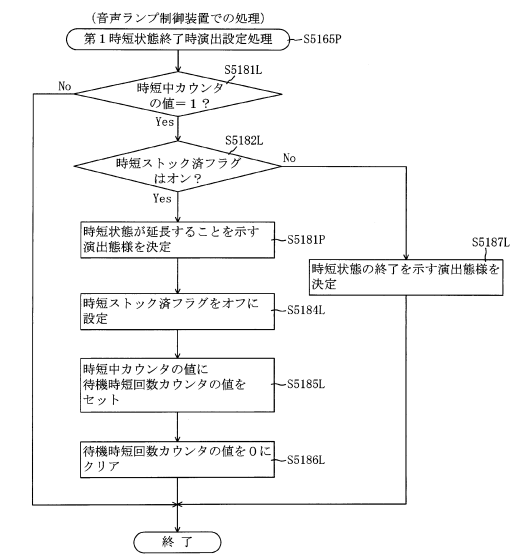 （音声ランプ制御装置での処理）
第１時短状態終了時演出設定処理
S5165P
S5181L
No
時短中カウンタ
の値＝１？
Yes
S5182L
時短ストック済フラグ
はオン？
No
Yes
時短状態が延長することを示す
演出態様を決定
S5181P
S5187L
時短状態の終了を示す演出態様を
決定
時短ストック済フラグをオフに
設定
S5184L
時短中カウンタの値に
待機時短回数カウンタの値を
セット
S5185L
待機時短回数カウンタの値を０に
クリア
S5186L
終了